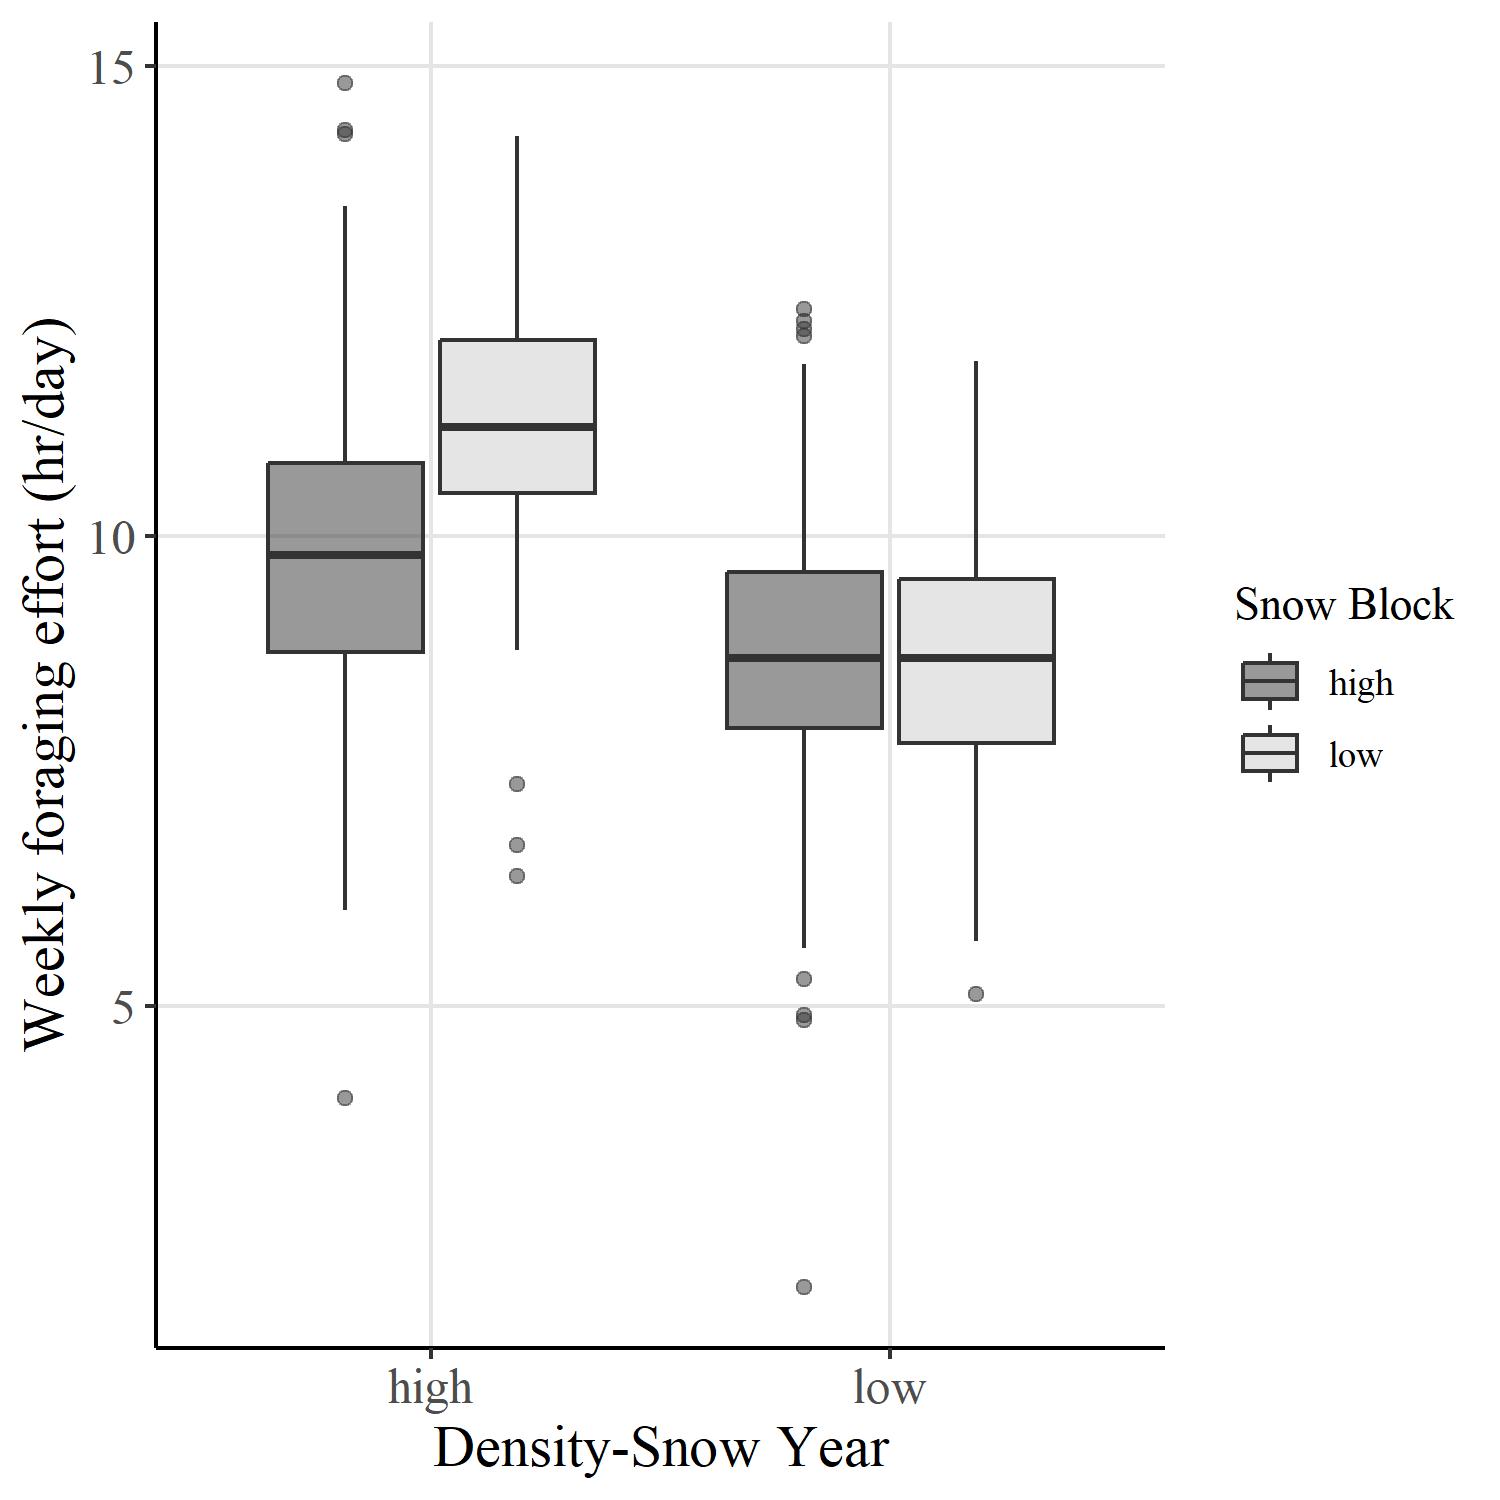 Weekly foraging effort (hr/day)
15
10
5
high
low
Density-Snow Year
Snow Block
high
low